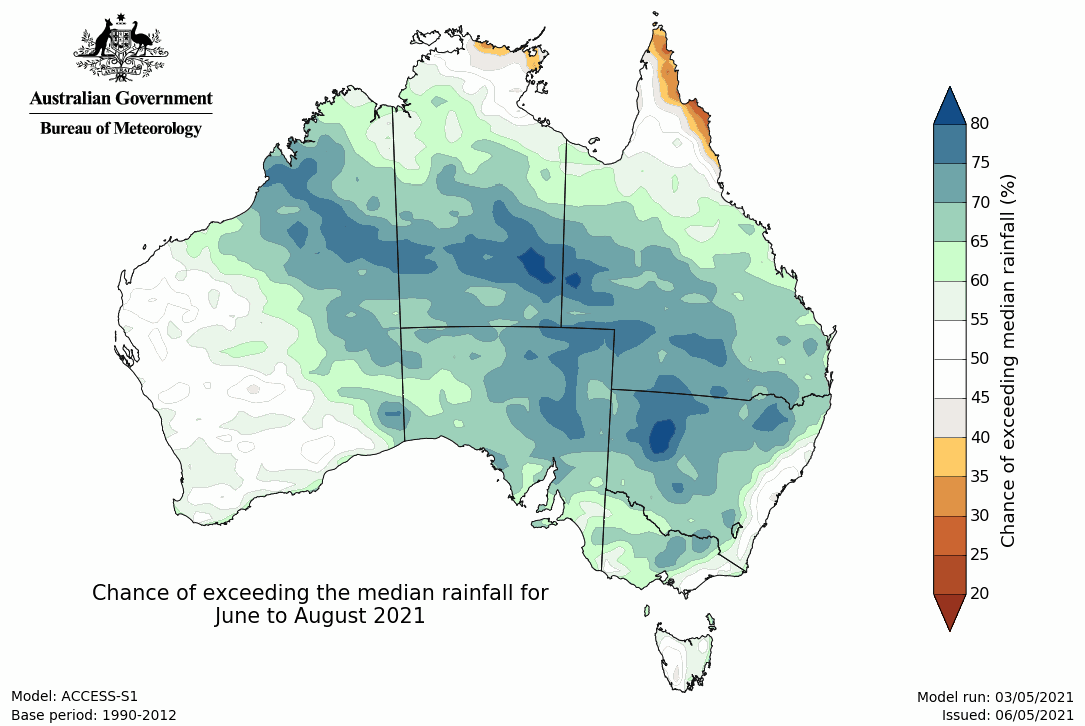 Australian Government
Bureau of Meteorology
80
75
70
65
60
55
50
45
40
35
30
25
20
Chance of exceeding median rainfall (%)
Chance of exceeding the median rainfall for
June to August 2021
Model: ACCESS-S1
Base period: 1990-2012
Model run: 03/05/2021
Issued: 06/05/2021